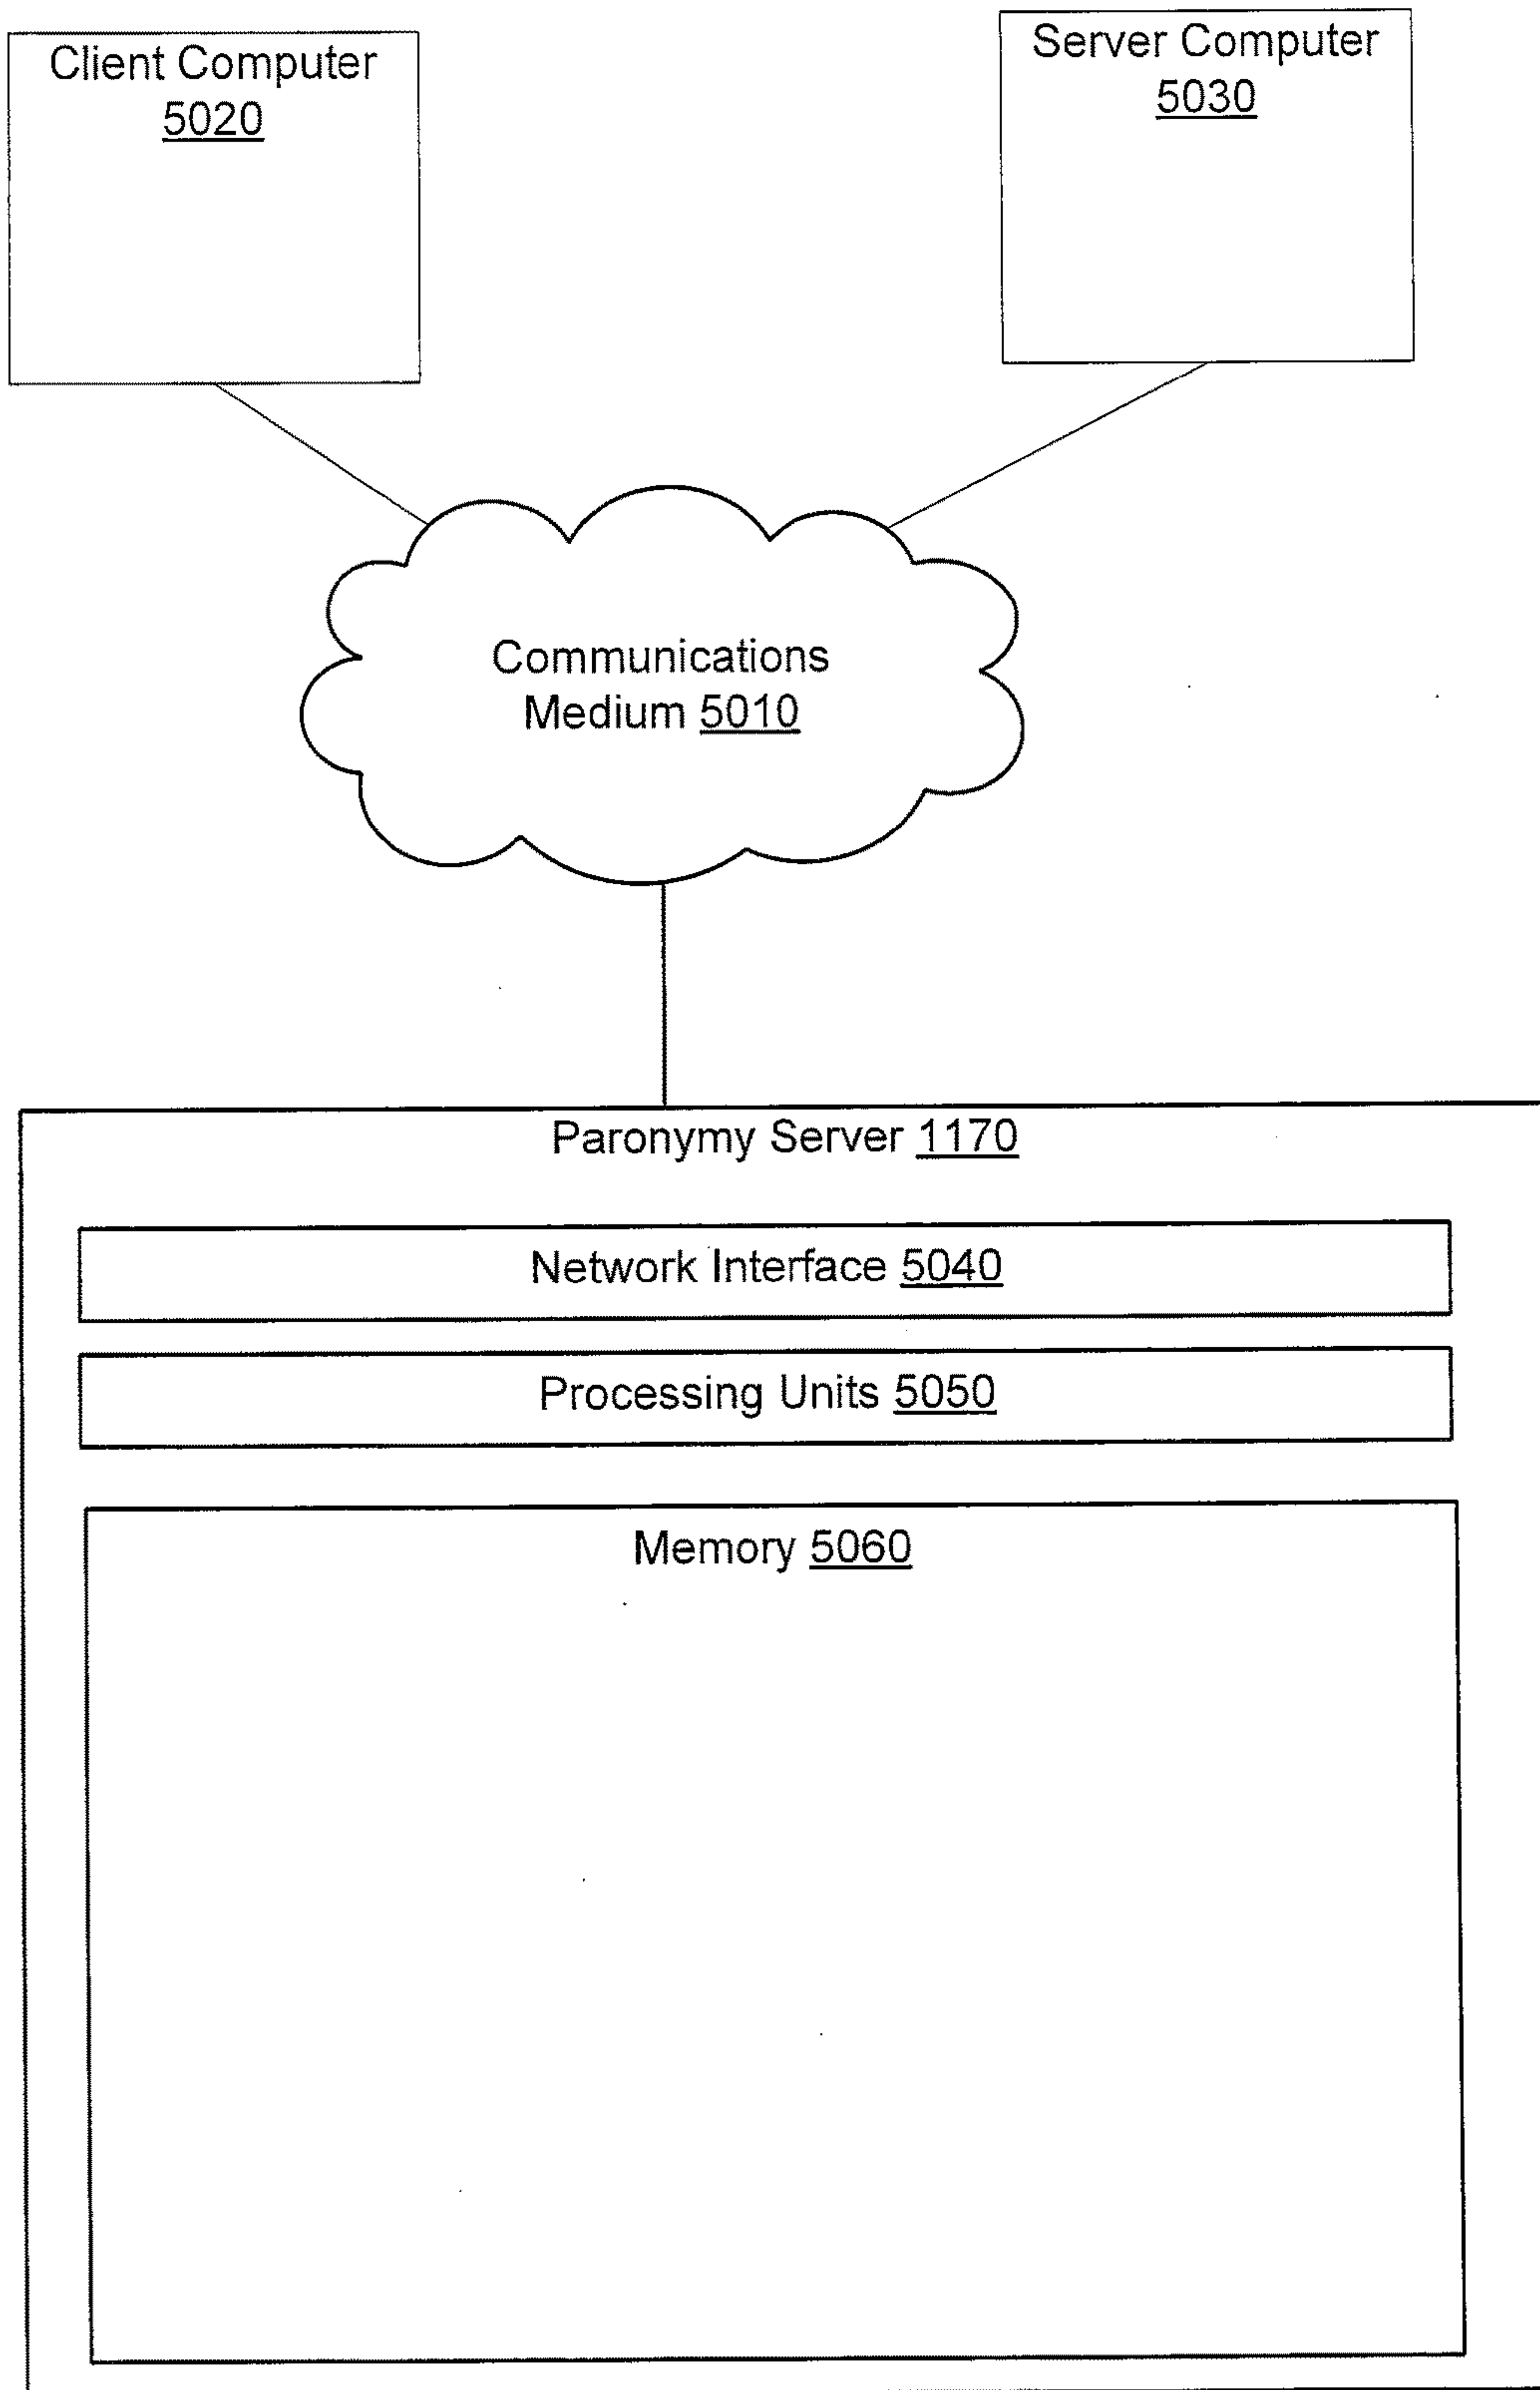 Client Computer
5020
Server Computer
5030
Communications
Medium 5010
Paronymy Server 1170
Network Interface 5040
Processing Units 5050
Memory 5060